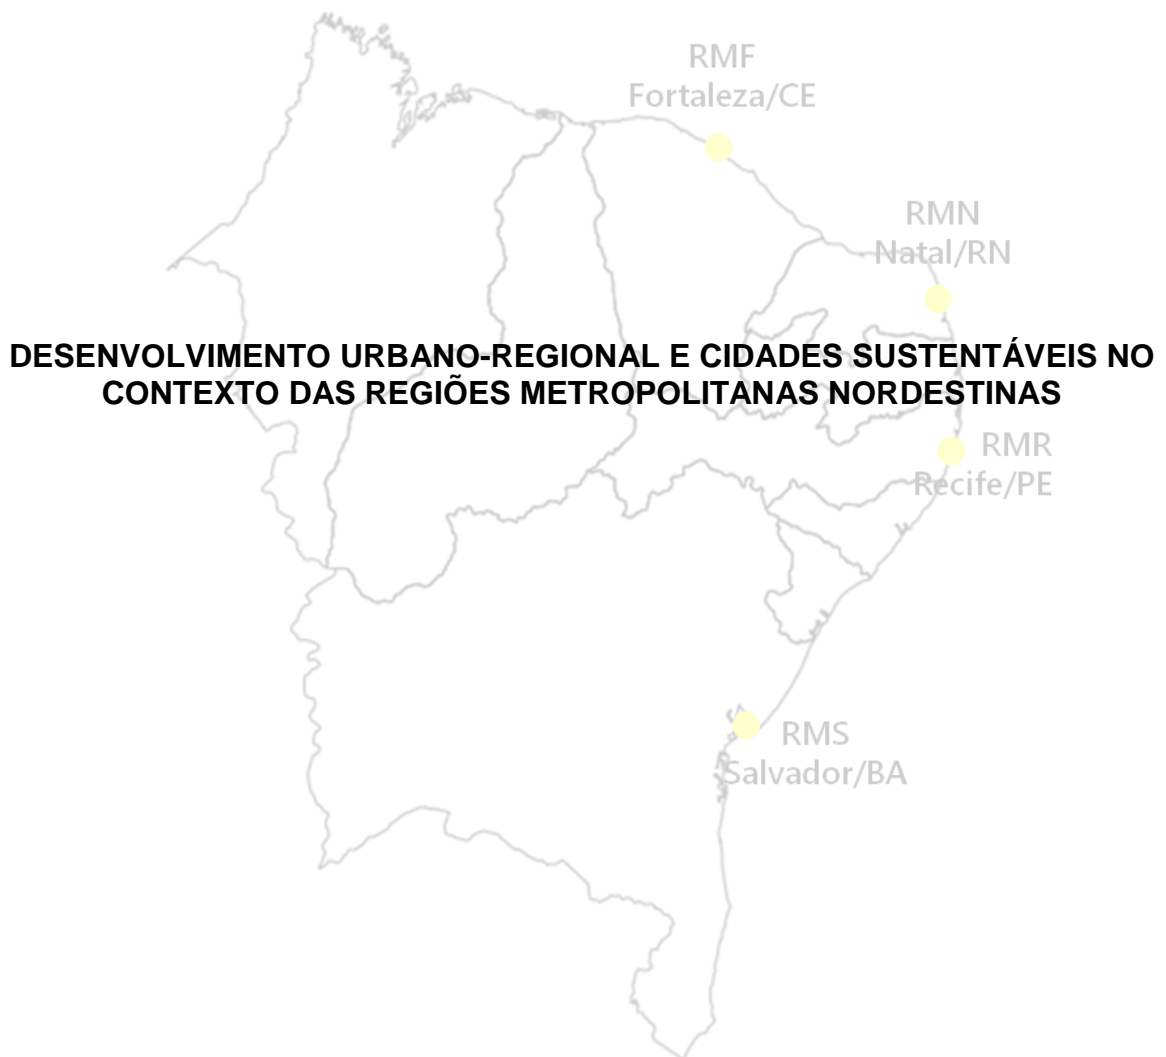 RMF
Fortaleza/CE
RMN
Natal/RN
DESENVOLVIMENTO URBANO-REGIONAL E CIDADES SUSTENTÁVEIS NO
CONTEXTO DAS REGIÕES METROPOLITANAS NORDESTINAS
RMR
Recife/PE
RMS
Salvador/BA